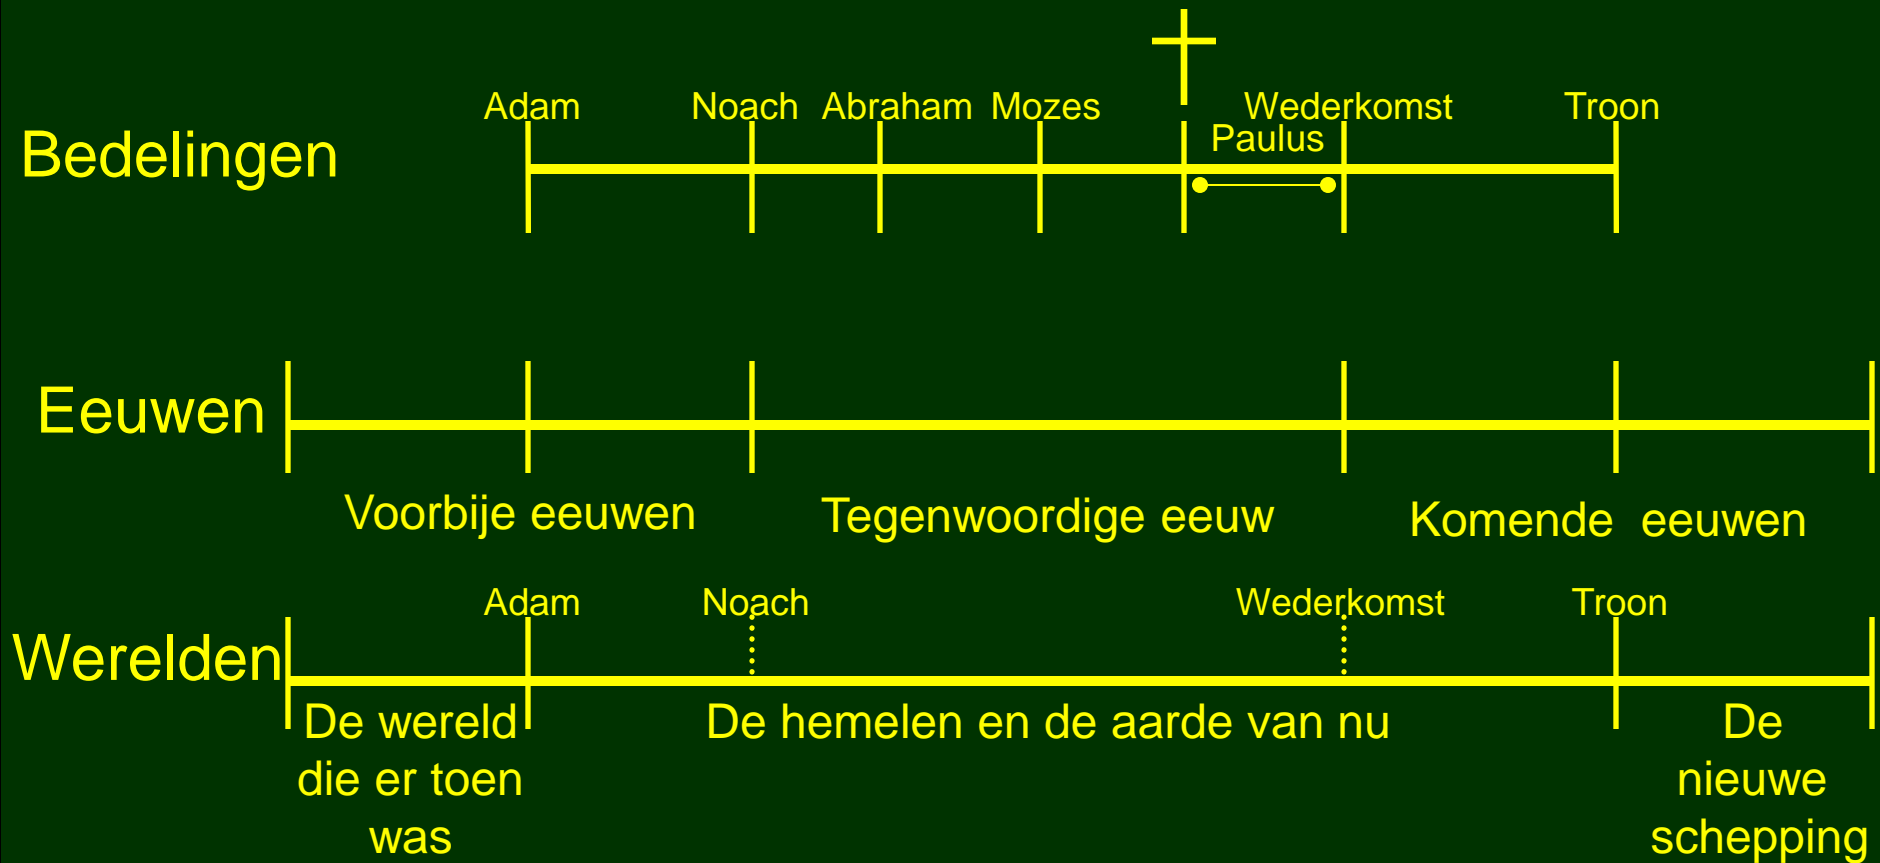 Adam Noach Abraham Mozes Wederkomst Troon
Paulus
Bedelingen
Eeuwen
Voorbije eeuwen Tegenwoordige eeuw Komende eeuwen
Adam Noach Wederkomst Troon
Werelden
De wereld De hemelen en de aarde van nu De
die er toen nieuwe
was schepping